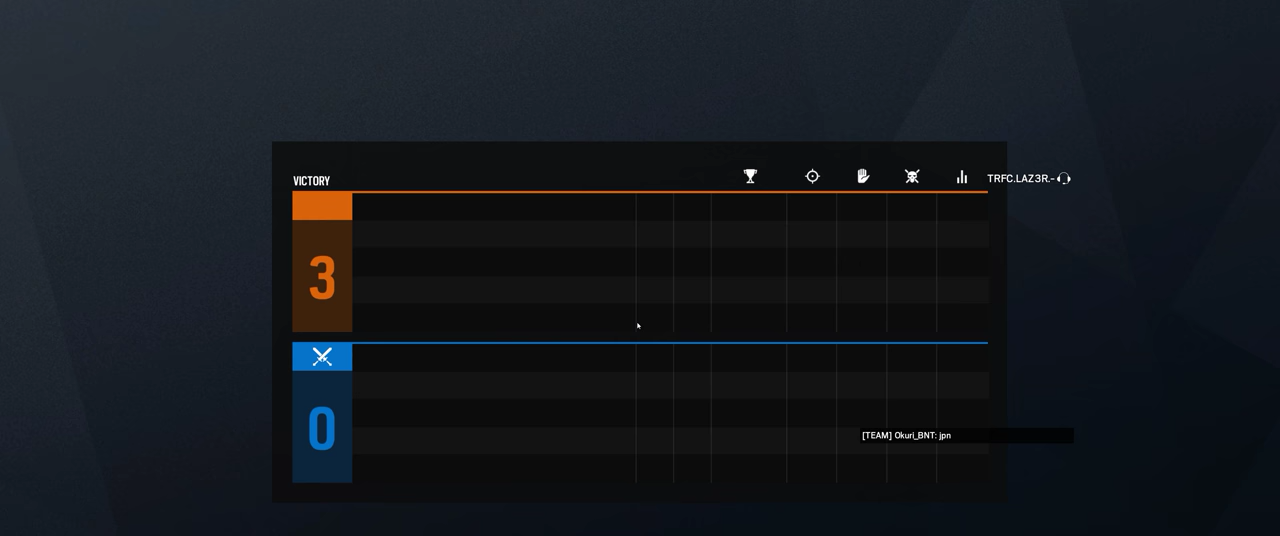 VICTORY
TRFC.LAZ3R.-
3
0
[TEAM] Okuri_BNT: jpn